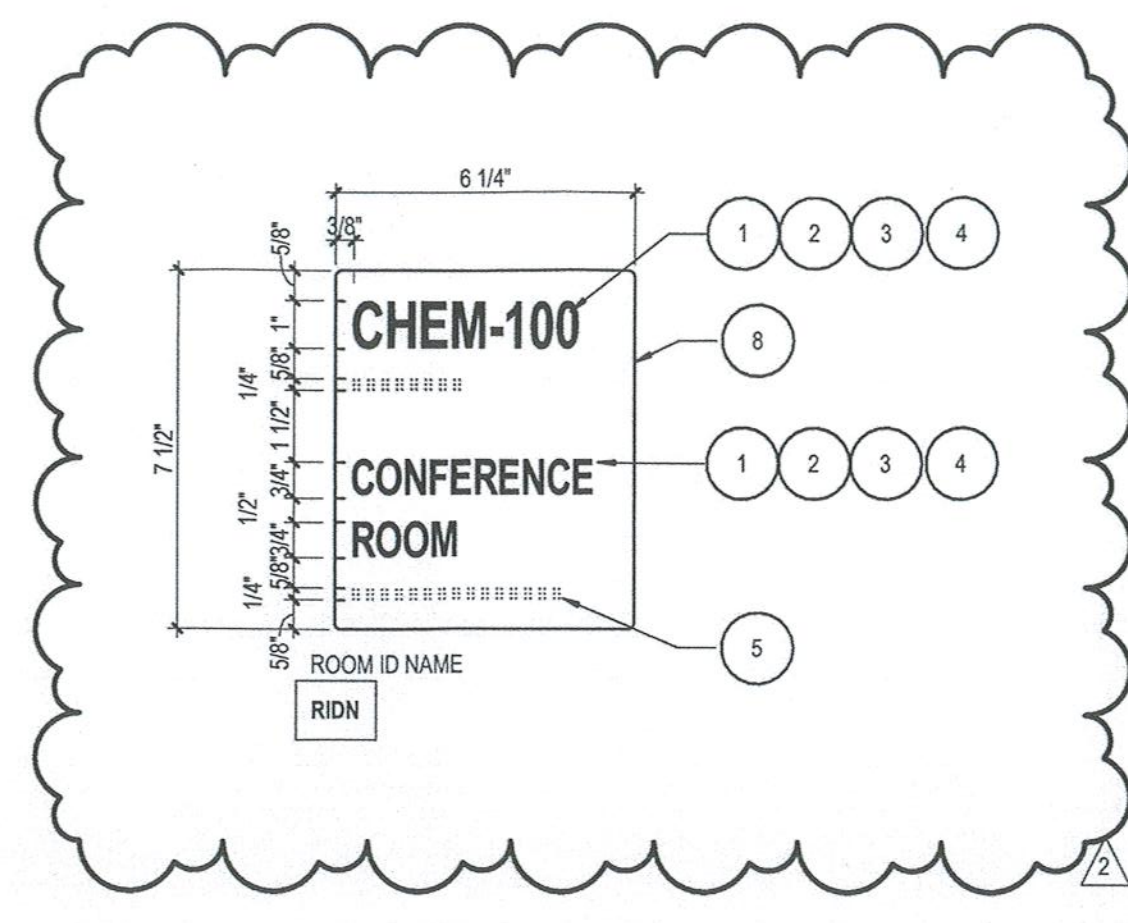 6 1/4"
3/8"
5/8"
1"
5/8"
1/4"
1 1/2"
3/4"
1/2"
3/4"
5/8"
1/4"
5/8"
7 1/2"
CHEM-100
CONFERENCE
ROOM
1 2 3 4
8
1 2 3 4
5
ROOM ID NAME
RIDN
2